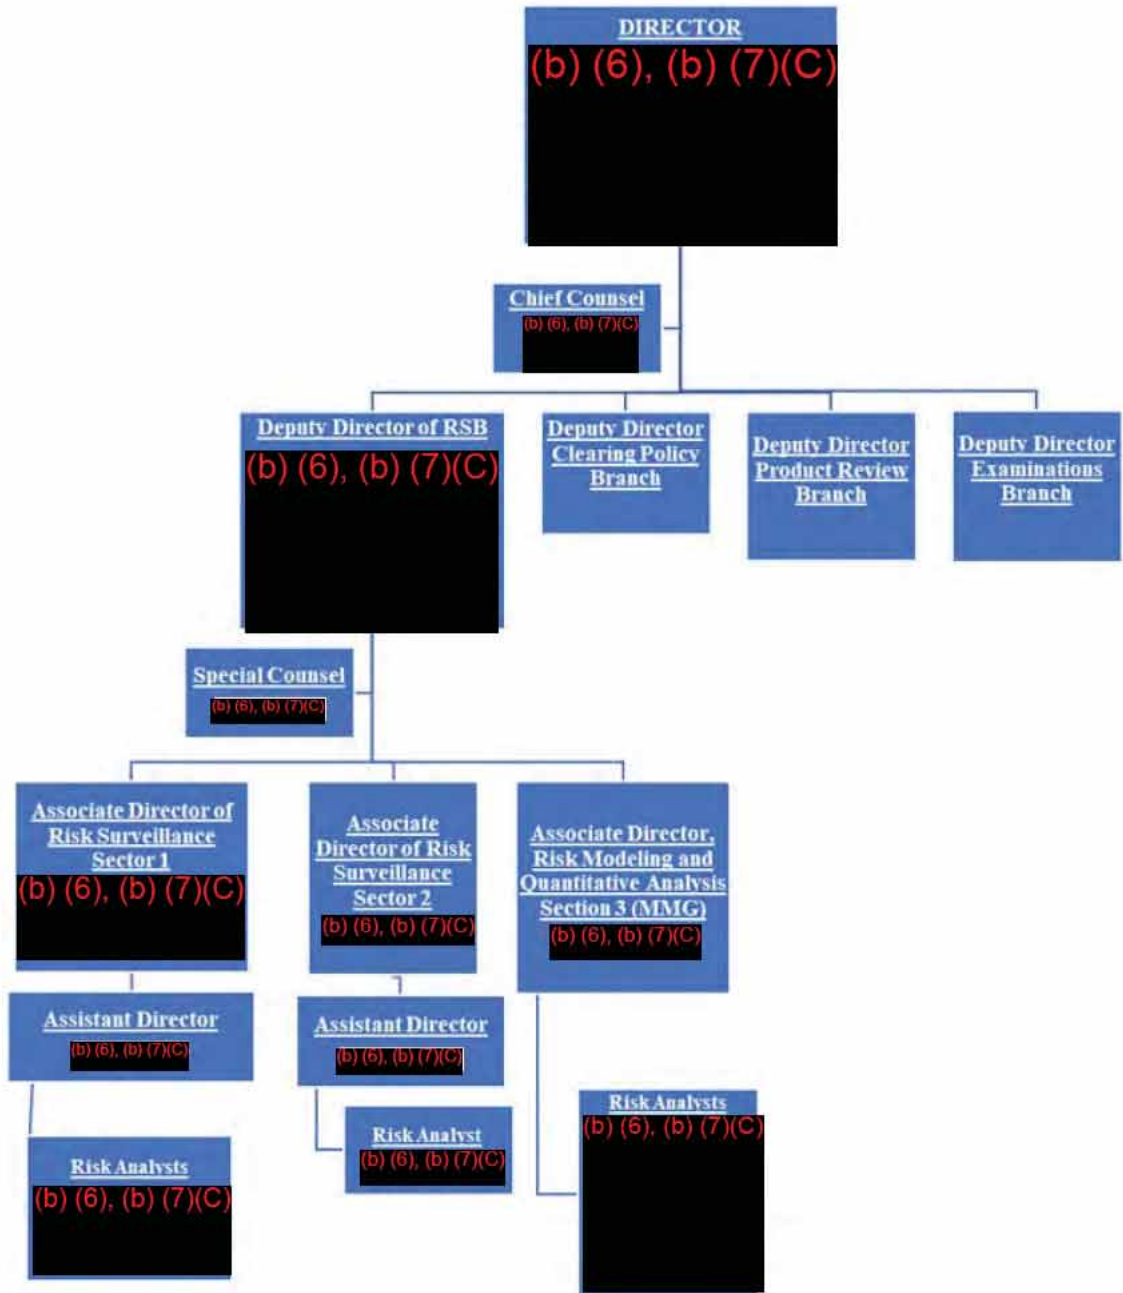 DIRECTOR
(b) (6), (b) (7)(C)
Chief Counsel
(b) (6), (b) (7)(C)
Deputy Director of RSB
(b) (6), (b) (7)(C)
Deputy Director
Clearing Policy
Branch
Deputy Director
Product Review
Branch
Deputy Director
Examinations
Branch
Special Counsel
(b) (6), (b) (7)(C)
Associate Director of
Risk Surveillance
Sector 1
(b) (6), (b) (7)(C)
Associate
Director of Risk
Surveillance
Sector 2
(b) (6), (b) (7)(C)
Associate Director,
Risk Modeling and
Quantitative Analysis
Section 3 (MMG)
(b) (6), (b) (7)(C)
Assistant Director
(b) (6), (b) (7)(C)
Assistant Director
(b) (6), (b) (7)(C)
Risk Analysts
(b) (6), (b) (7)(C)
Risk Analyst
(b) (6), (b) (7)(C)
Risk Analysts
(b) (6), (b) (7)(C)